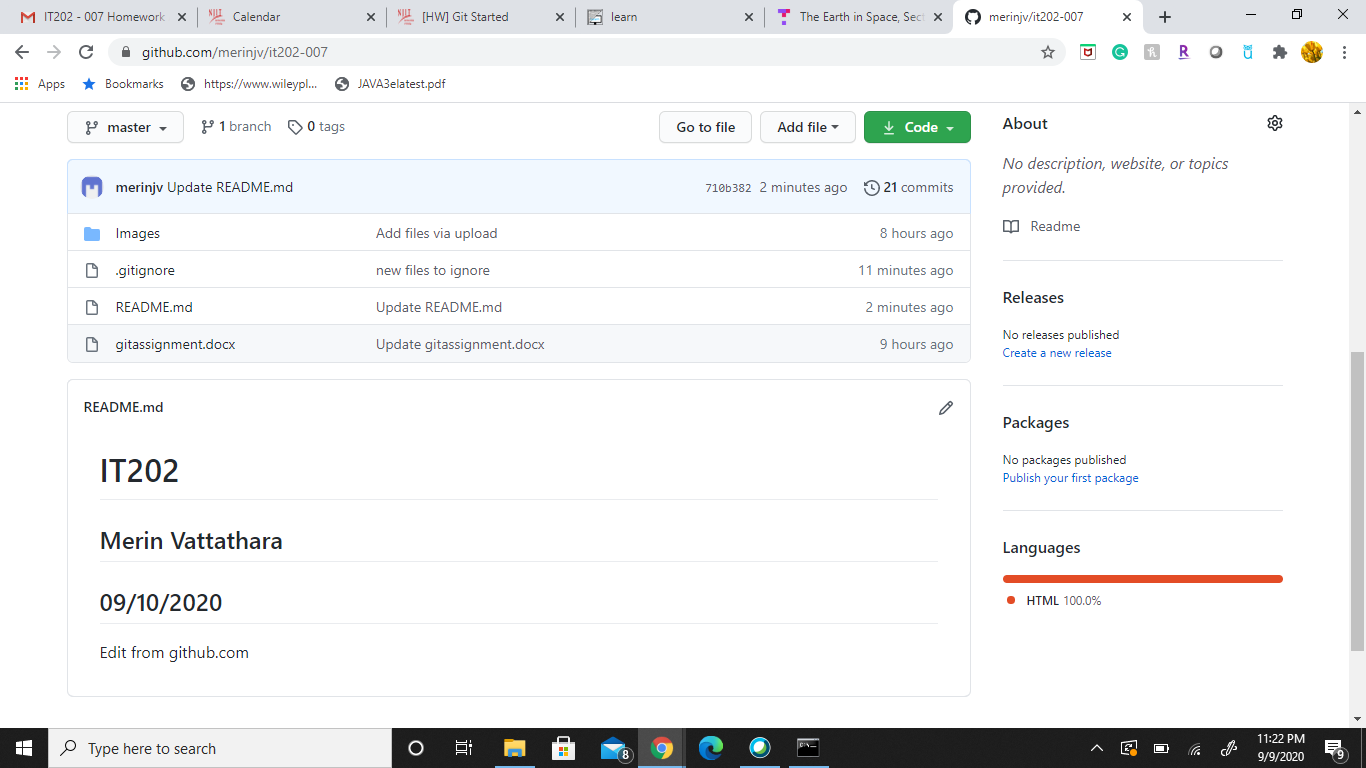 IT202 - 007 Homework
Calendar
[HW] Git Started
learn
The Earth in Space, Sect
merinjv/it202-007
github.com/merinjv/it202-007
Apps
Bookmarks
https://www.wileypl...
JAVA3elatest.pdf
master
1 branch
0 tags
Go to file
Add file
Code
merinjv Update README.md
710b382 2 minutes ago
21 commits
Images Add files via upload 8 hours ago
.gitignore new files to ignore 11 minutes ago
README.md Update README.md 2 minutes ago
gitassignment.docx Update gitassignment.docx 9 hours ago
README.md
IT202
Merin Vattathara
09/10/2020
Edit from github.com
About
No description, website, or topics
provided.
Readme
Releases
No releases published
Create a new release
Packages
No packages published
Publish your first package
Languages
HTML 100.0%
Type here to search
8
11:22 PM
9/9/2020
9